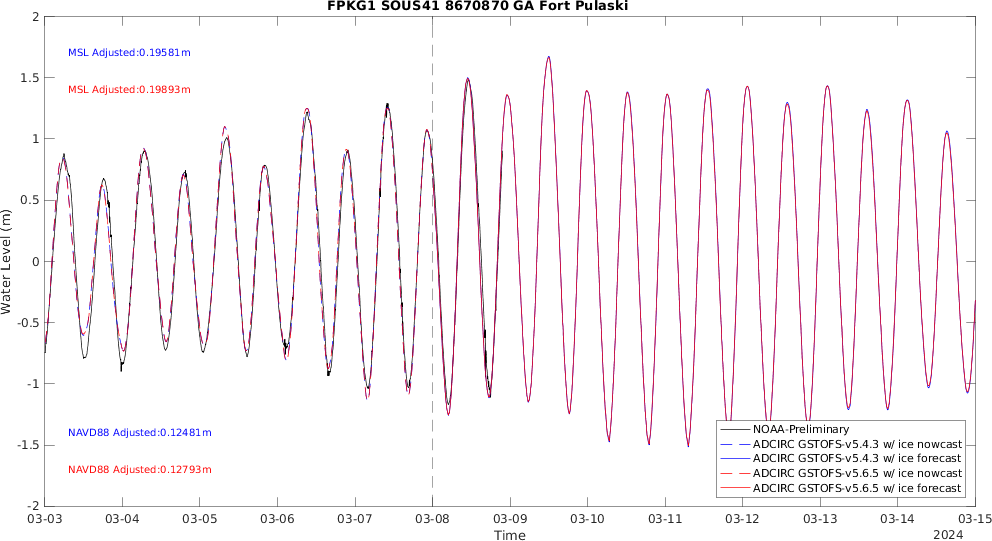 FPKG1 SOUS41 8670870 GA Fort Pulaski
2
1.5
1
0.5
0
-0.5
-1
-1.5
-2
Water Level (m)
MSL Adjusted:0.19581m
MSL Adjusted:0.19893m
NAVD88 Adjusted:0.12481m
NAVD88 Adjusted:0.12793m
NOAA-Preliminary
ADCIRC GSTOFS-v5.4.3 w/ ice nowcast
ADCIRC GSTOFS-v5.4.3 w/ ice forecast
ADCIRC GSTOFS-v5.6.5 w/ ice nowcast
ADCIRC GSTOFS-v5.6.5 w/ ice forecast
03-03 03-04 03-05 03-06 03-07 03-08 03-09 03-10 03-11 03-12 03-13 03-14 03-15
Time
2024